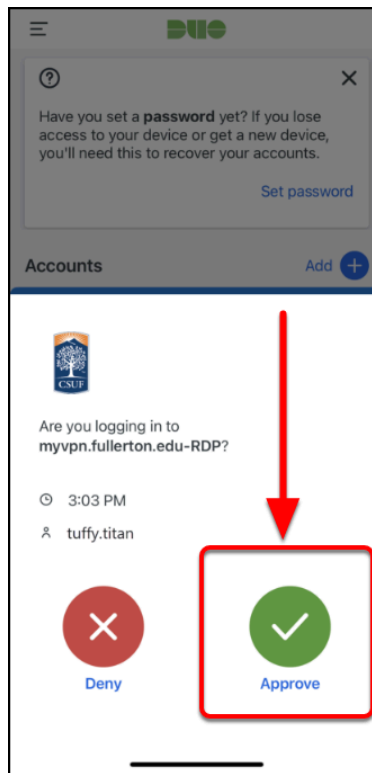 DUO
Have you set a password yet? If you lose
access to your device or get a new device,
you'll need this to recover your accounts.
Set password
Accounts
Add
CSUF
Are you logging in to
myvpn.fullerton.edu-RDP?
3:03 PM
tuffy.titan
Deny
Approve